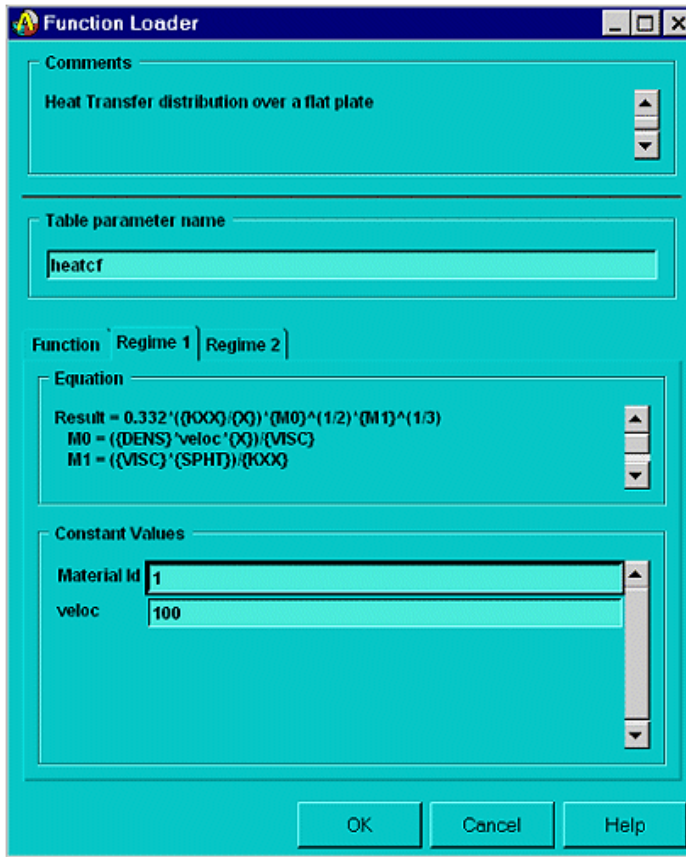 Function Loader
Comments
Heat Transfer distribution over a flat plate
Table parameter name
heatcf
Function Regime 1 Regime 2
Equation
Result = 0.332*({KXX}/{X})*{M0}^(1/2)*{M1}^(1/3)
M0 = ({DENS}*veloc*{X})/{VISC}
M1 = ({VISC}*{SPHT})/{KXX}
Constant Values
Material Id 1
veloc 100
OK Cancel Help